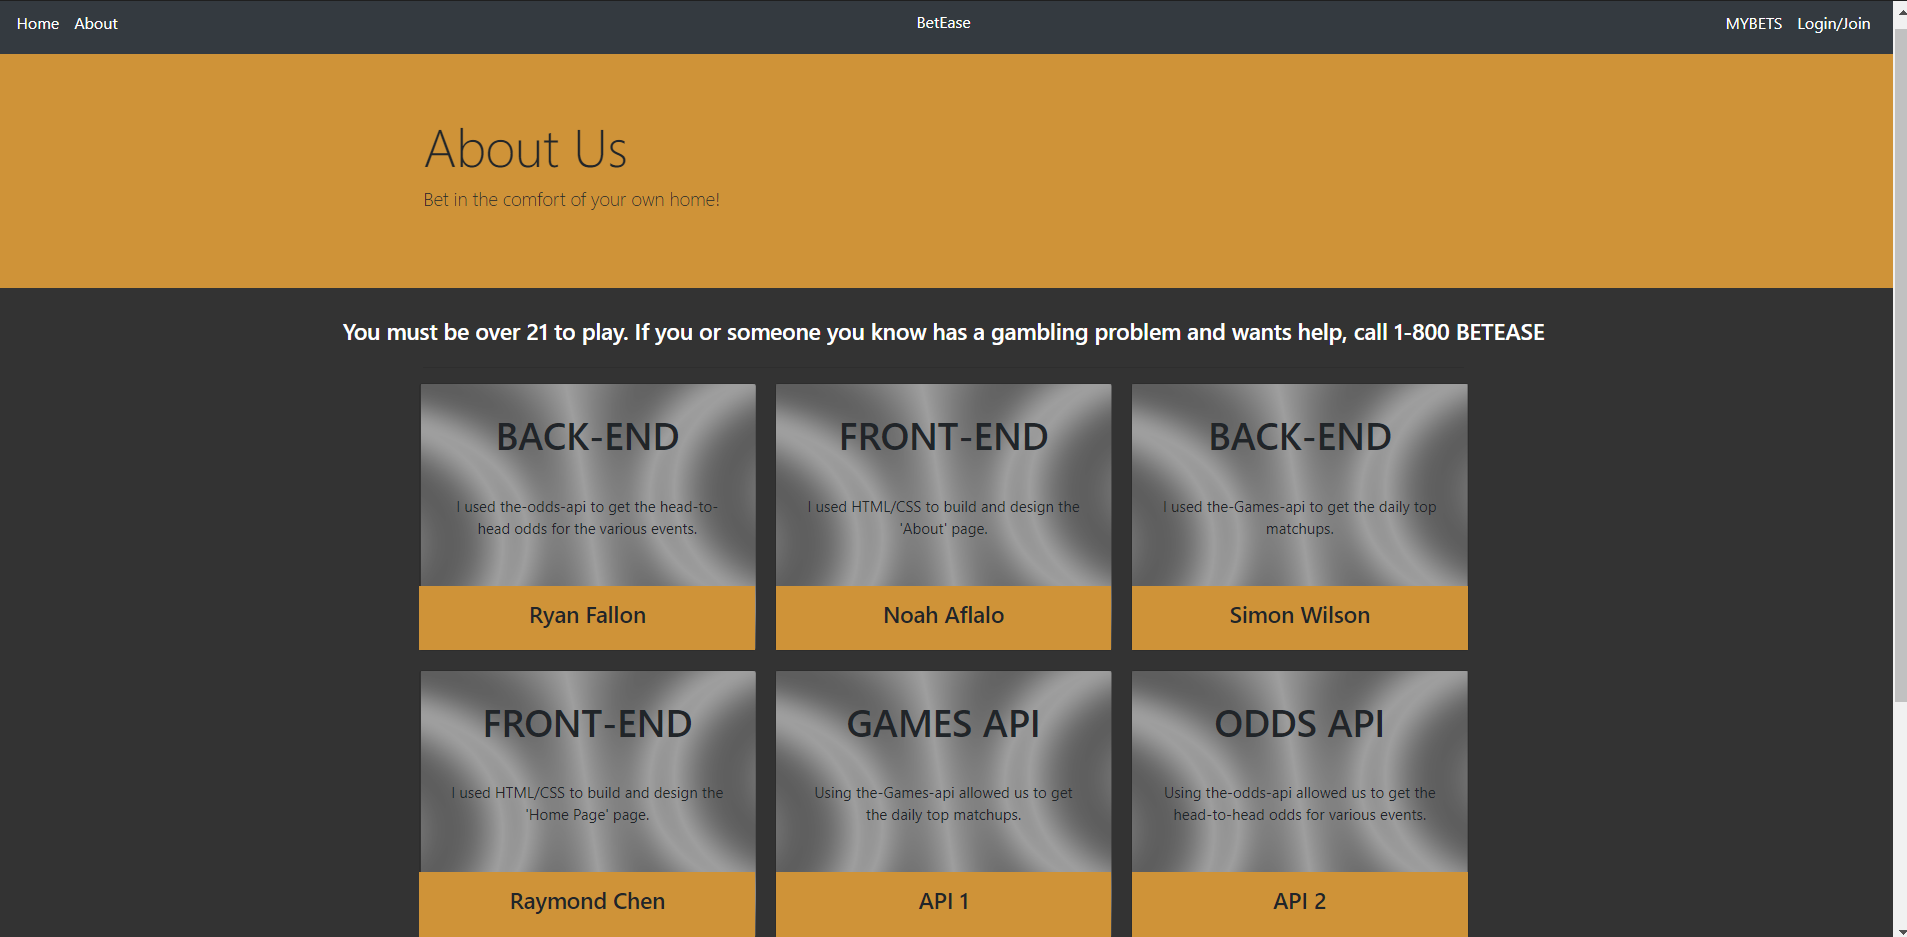 Home About BetEase MYBETS Login/Join
About Us
Bet in the comfort of your own home!
You must be over 21 to play. If you or someone you know has a gambling problem and wants help, call 1-800 BETEASE
BACK-END
I used the-odds-api to get the head-to-
head odds for the various events.
Ryan Fallon
FRONT-END
I used HTML/CSS to build and design the
'About' page.
Noah Aflalo
BACK-END
I used the-Games-api to get the daily top
matchups.
Simon Wilson
FRONT-END
I used HTML/CSS to build and design the
'Home Page' page.
Raymond Chen
GAMES API
Using the-Games-api allowed us to get
the daily top matchups.
API 1
ODDS API
Using the-odds-api allowed us to get the
head-to-head odds for various events.
API 2